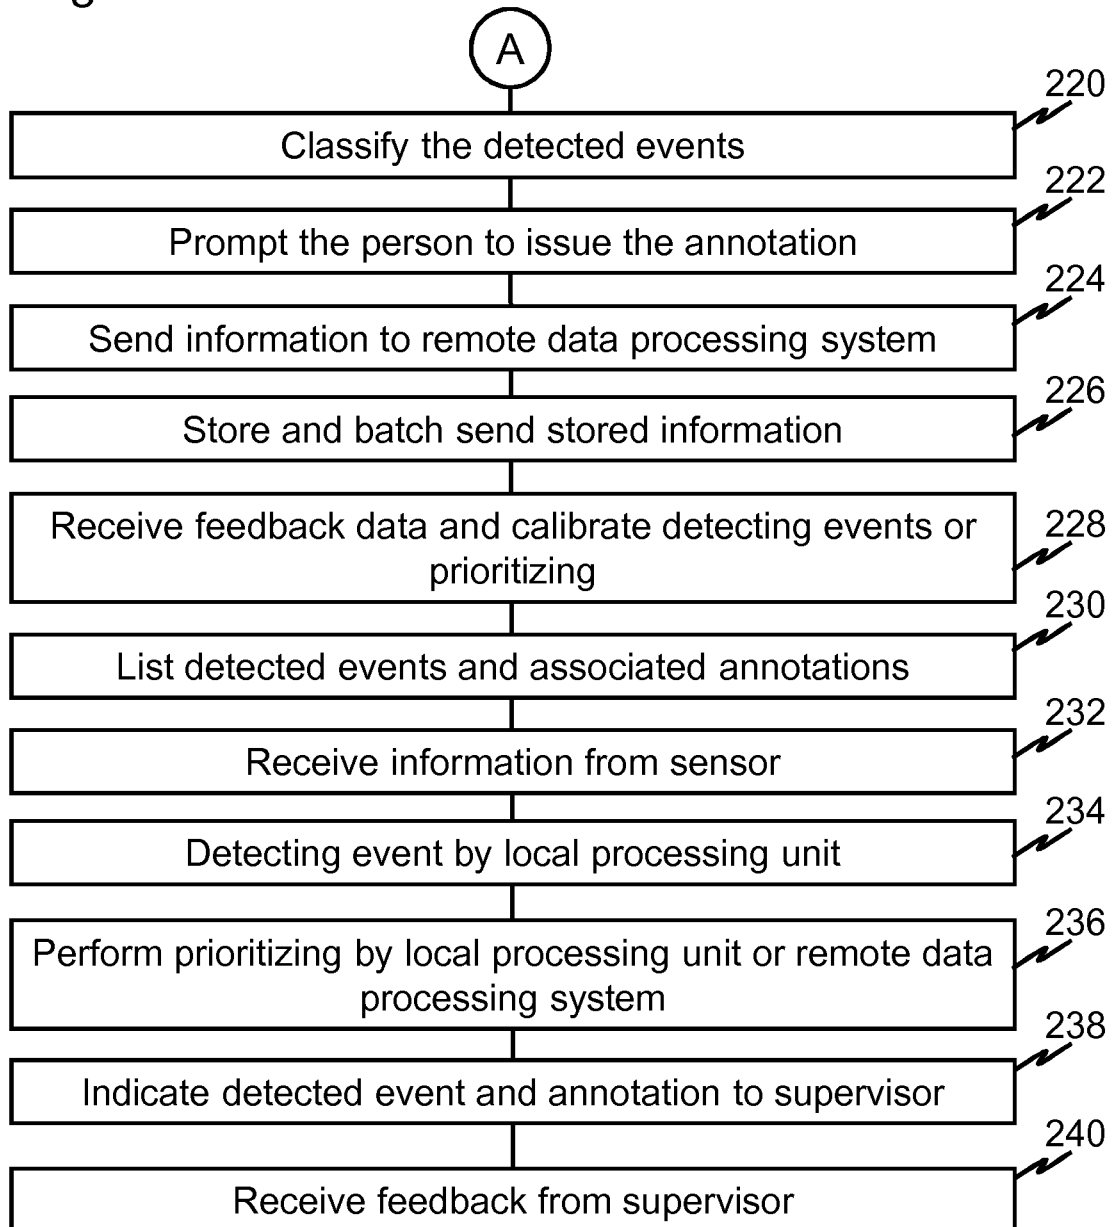 A
220
Classify the detected events
222
Prompt the person to issue the annotation
224
Send information to remote data processing system
226
Store and batch send stored information
228
Receive feedback data and calibrate detecting events or
prioritizing
230
List detected events and associated annotations
232
Receive information from sensor
234
Detecting event by local processing unit
236
Perform prioritizing by local processing unit or remote data
processing system
238
Indicate detected event and annotation to supervisor
240
Receive feedback from supervisor